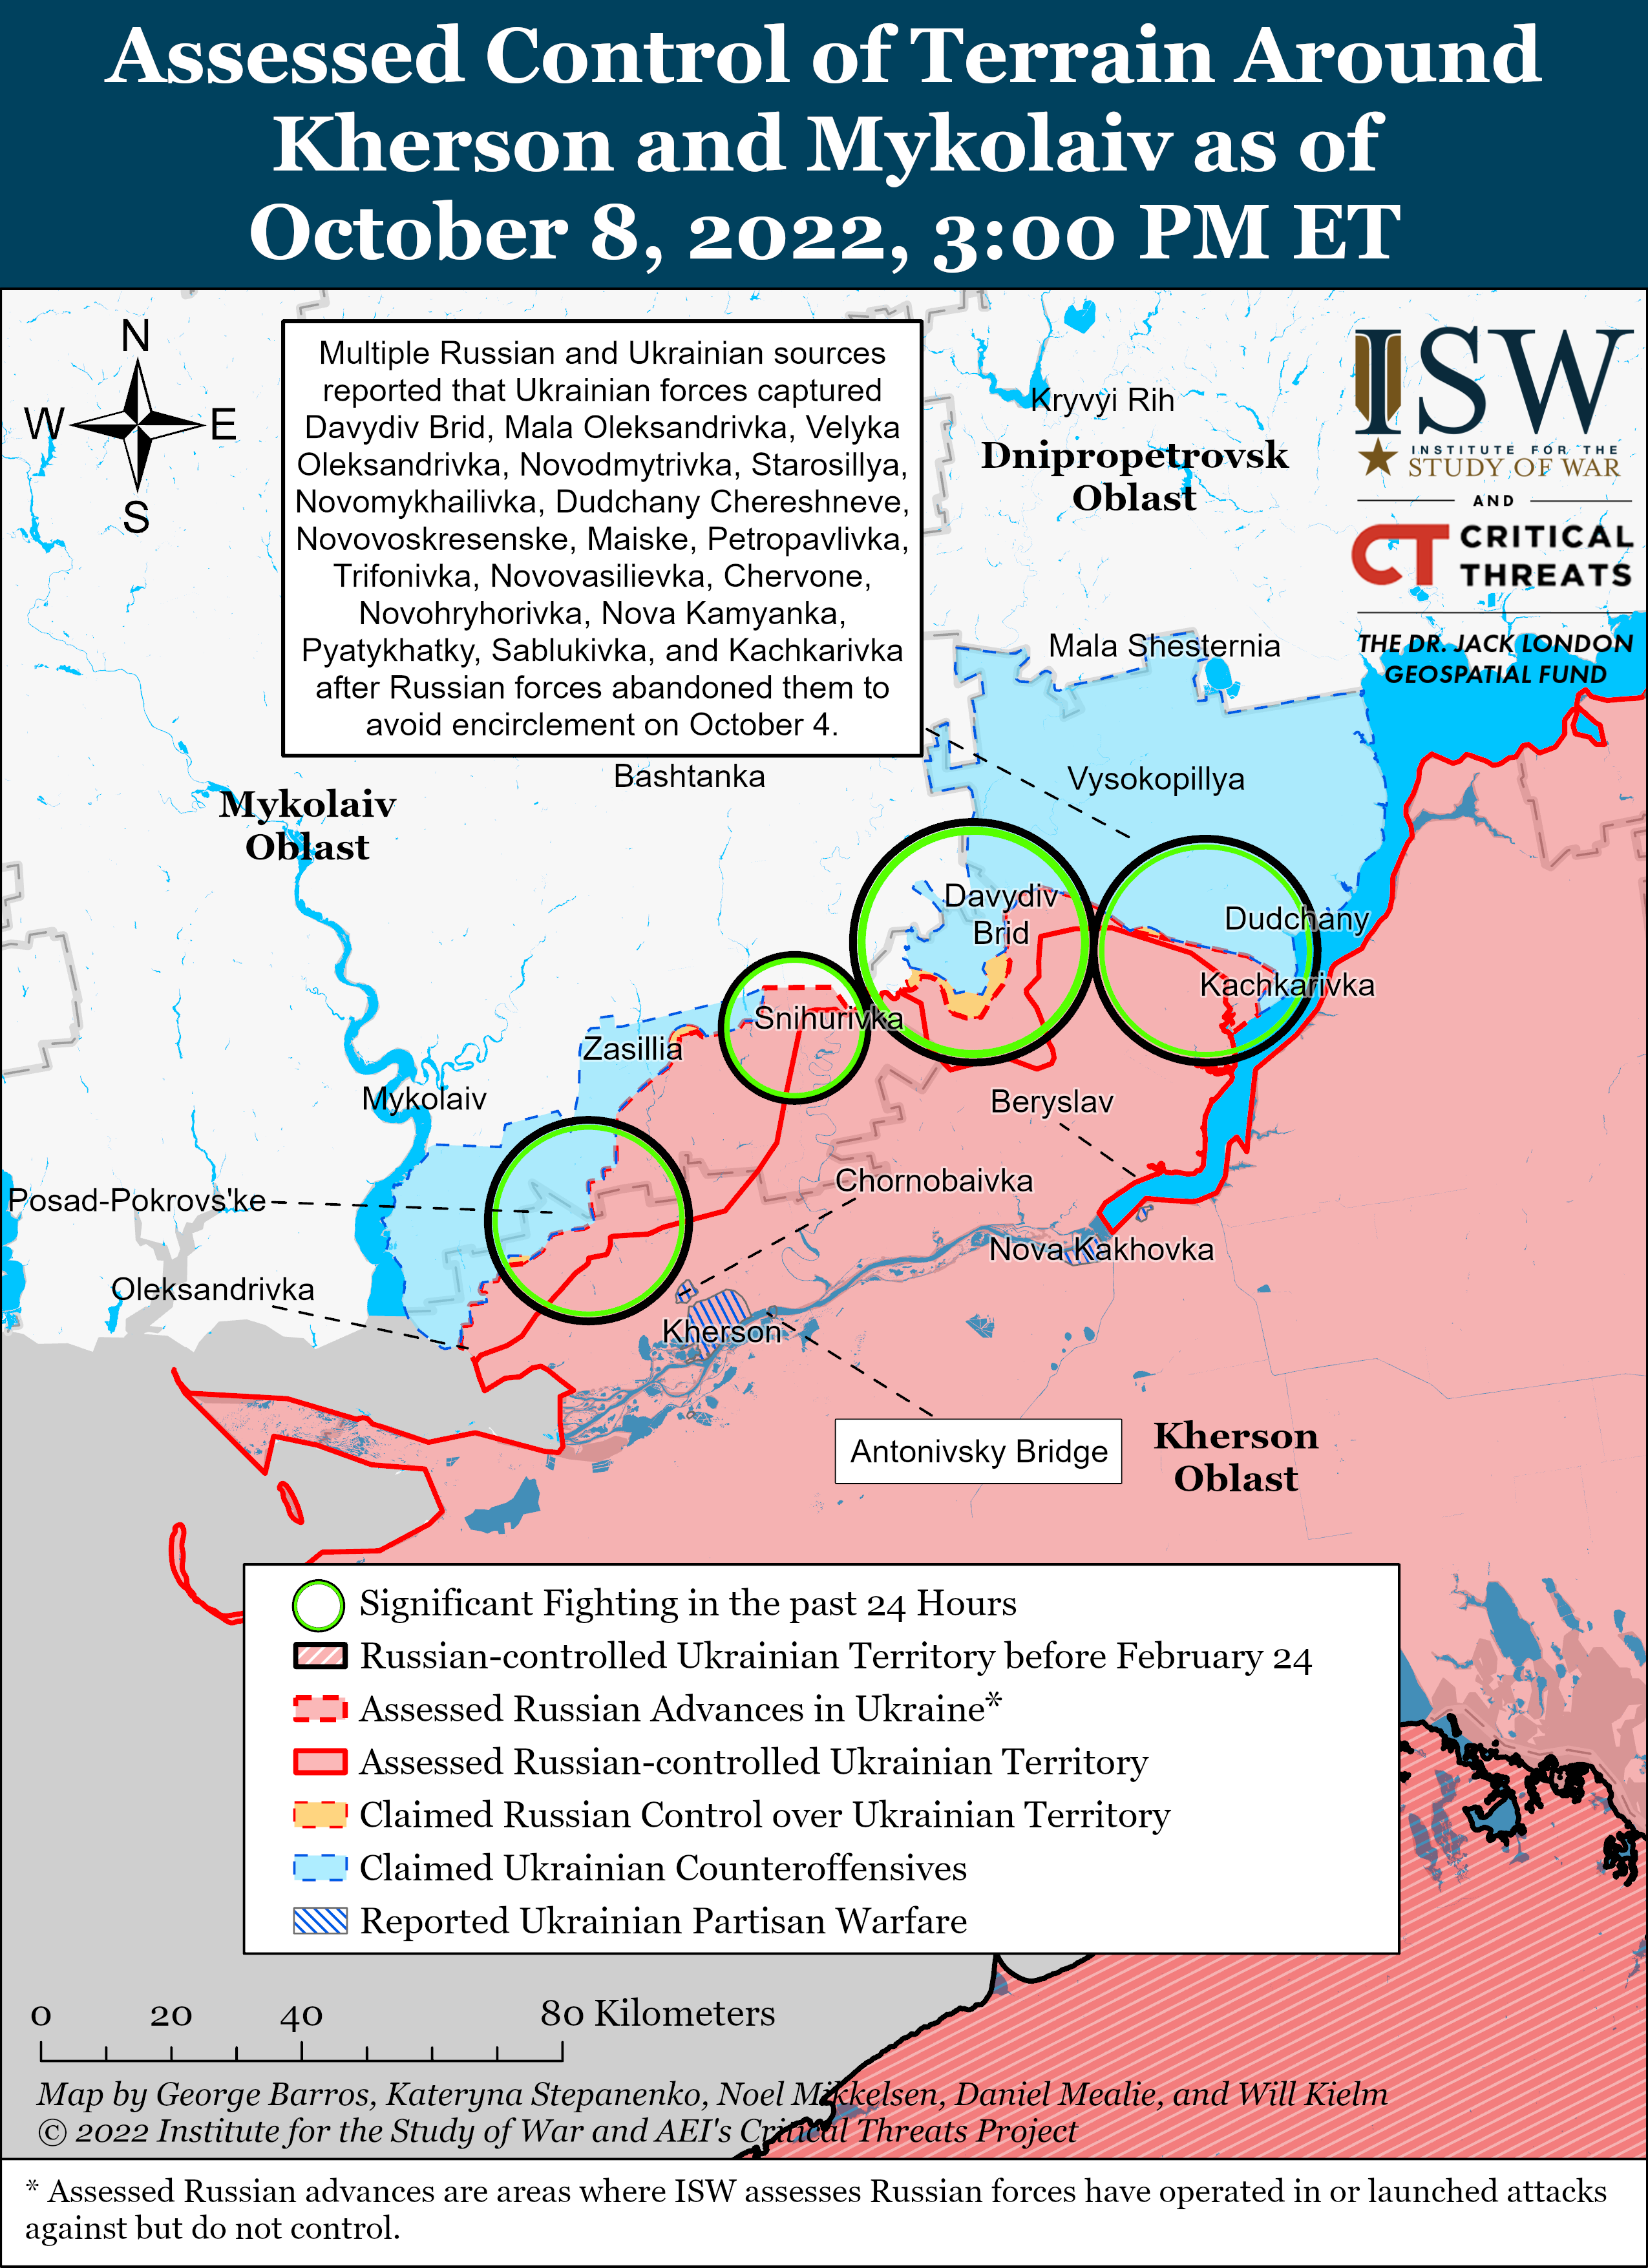 Assessed Control of Terrain Around
Kherson and Mykolaiv as of
October 8, 2022, 3:00 PM ET
N
W
E
S
Multiple Russian and Ukrainian sources
reported that Ukrainian forces captured
Davydiv Brid, Mala Oleksandrivka, Velyka
Oleksandrivka, Novodmytrivka, Starosillya,
Novomykhailivka, Dudchany Chereshneve,
Novovoskresenske, Maiske, Petropavlivka,
Trifonivka, Novovasilievka, Chervone,
Novohryhorivka, Nova Kamyanka,
Pyatykhatky, Sablukivka, and Kachkarivka
after Russian forces abandoned them to
avoid encirclement on October 4.
ISW
INSTITUTE FOR THE
STUDY OF WAR
AND
CT CRITICAL
THREATS
THE DR. JACK LONDON
GEOSPATIAL FUND
Kryvyi Rih
Dnipropetrovsk
Oblast
Mala Shesternia
Bashtanka
Vysokopillya
Mykolaiv
Oblast
Davydiv
Brid
Dudchany
Kachkarivka
Snihurivka
Zasillia
Mykolaiv
Beryslav
Chornobaivka
Posad-Pokrovs'ke
Nova Kakhovka
Oleksandrivka
Kherson
Antonivsky Bridge
Kherson
Oblast
Significant Fighting in the past 24 Hours
Russian-controlled Ukrainian Territory before February 24
Assessed Russian Advances in Ukraine*
Assessed Russian-controlled Ukrainian Territory
Claimed Russian Control over Ukrainian Territory
Claimed Ukrainian Counteroffensives
Reported Ukrainian Partisan Warfare
0 20 40 80 Kilometers
Map by George Barros, Kateryna Stepanenko, Noel Mikkelsen, Daniel Mealie, and Will Kielm
© 2022 Institute for the Study of War and AEI's Critical Threats Project
* Assessed Russian advances are areas where ISW assesses Russian forces have operated in or launched attacks
against but do not control.